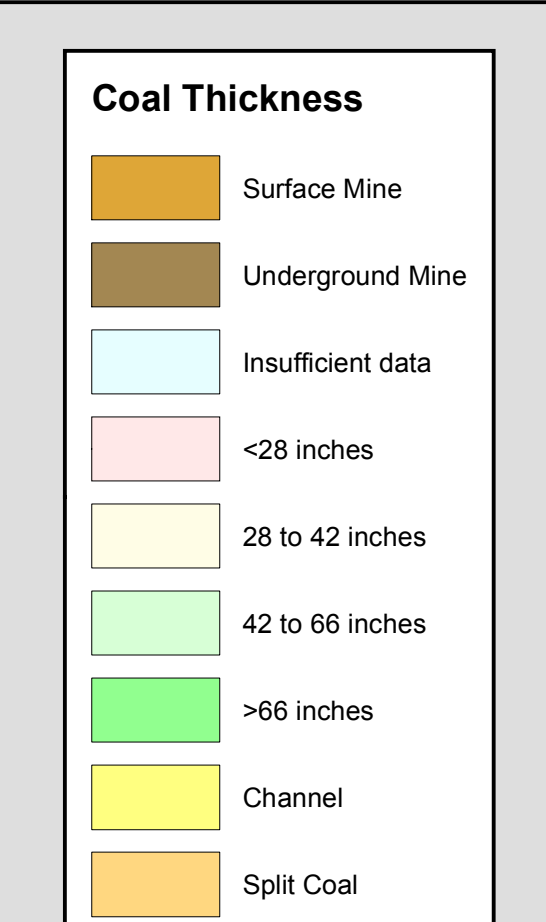 Coal Thickness
Surface Mine
Underground Mine
Insufficient data
<28 inches
28 to 42 inches
42 to 66 inches
>66 inches
Channel
Split Coal